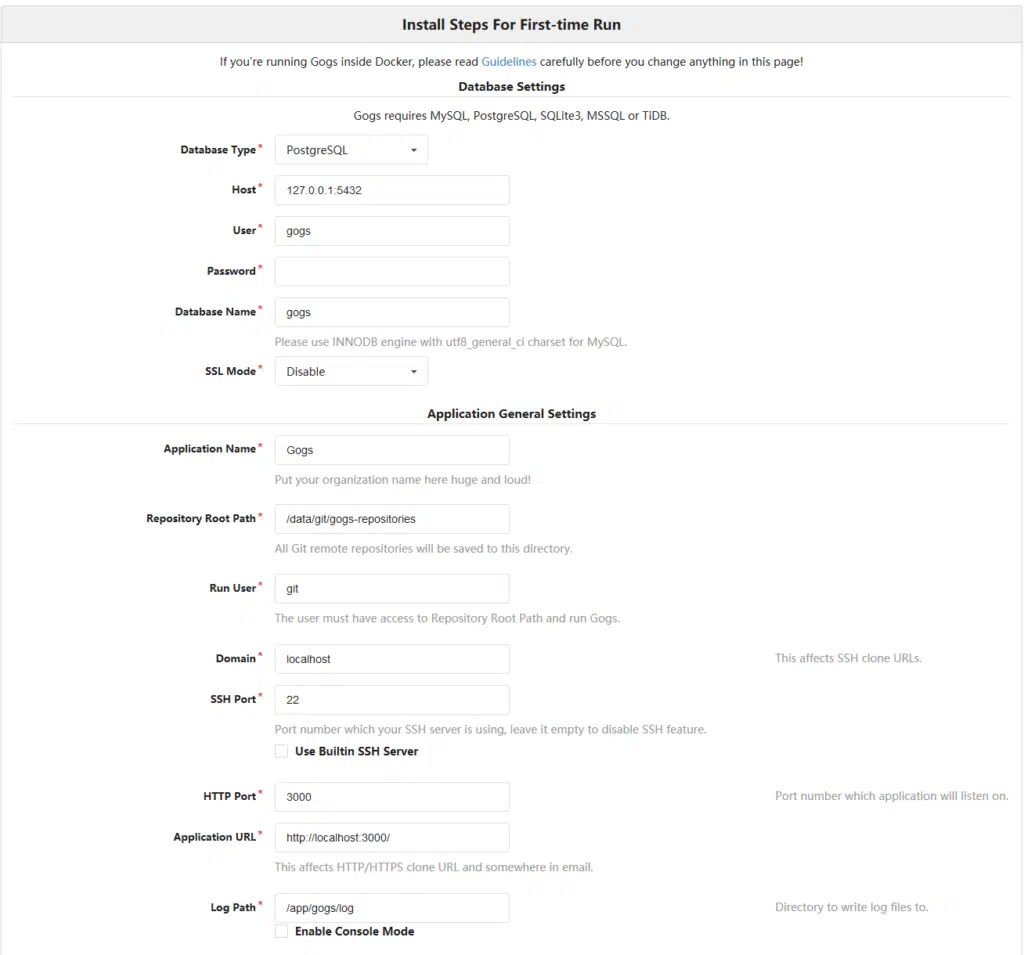 Install Steps For First-time Run
If you're running Gogs inside Docker, please read Guidelines carefully before you change anything in this page!
Database Settings
Gogs requires MySQL, PostgreSQL, SQLite3, MSSQL or TiDB.
Database Type* PostgreSQL
Host* 127.0.0.1:5432
User* gogs
Password*
Database Name* gogs
Please use INNODB engine with utf8_general_ci charset for MySQL.
SSL Mode* Disable
Application General Settings
Application Name* Gogs
Put your organization name here huge and loud!
Repository Root Path* /data/git/gogs-repositories
All Git remote repositories will be saved to this directory.
Run User* git
The user must have access to Repository Root Path and run Gogs.
Domain* localhost This affects SSH clone URLs.
SSH Port* 22
Port number which your SSH server is using, leave it empty to disable SSH feature.
Use Builtin SSH Server
HTTP Port* 3000 Port number which application will listen on.
Application URL* http://localhost:3000/
This affects HTTP/HTTPS clone URL and somewhere in email.
Log Path* /app/gogs/log Directory to write log files to.
Enable Console Mode